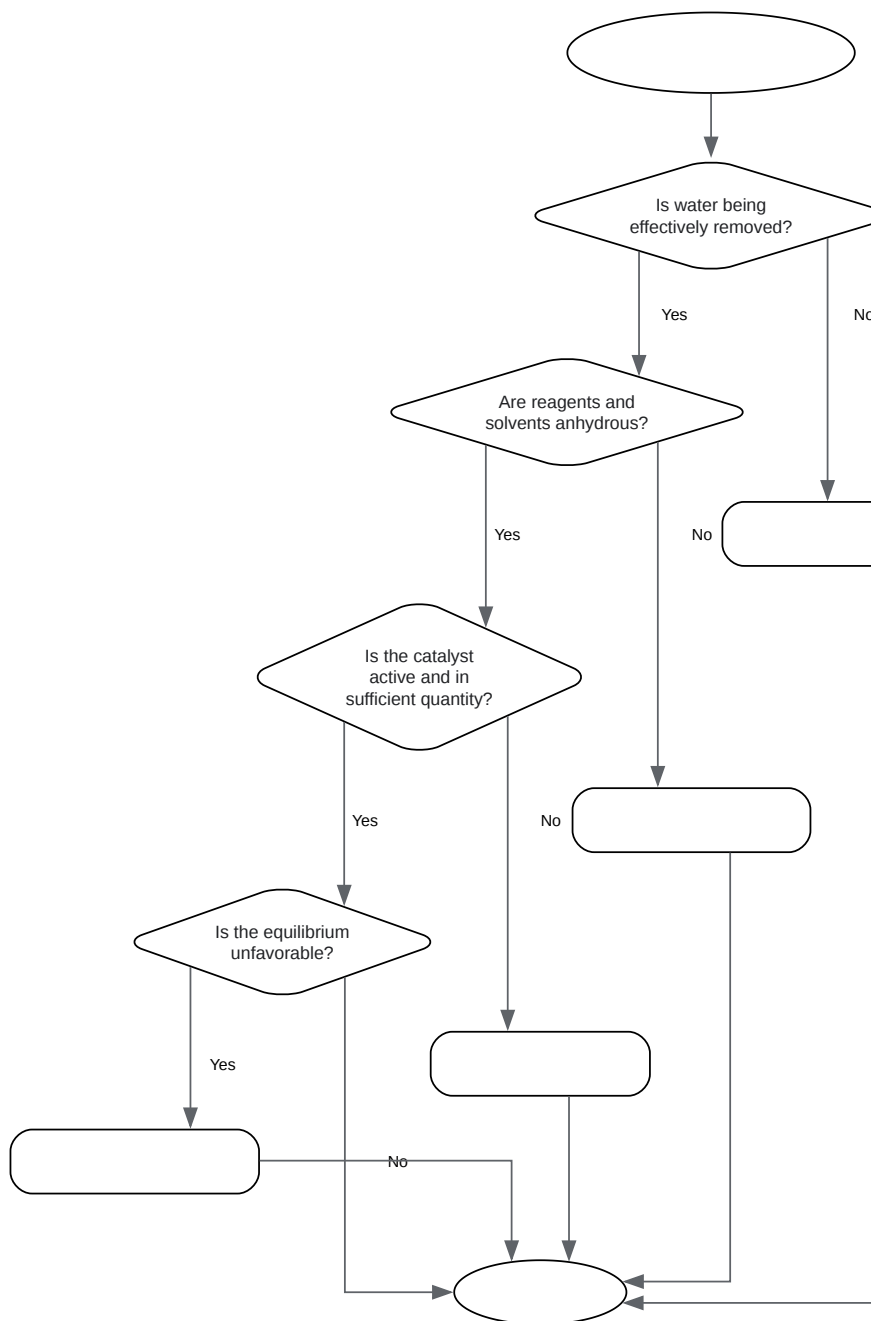 Is water being
effectively removed?
Yes
No
Are reagents and
solvents anhydrous?
Yes
No
Is the catalyst
active and in
sufficient quantity?
Yes
No
Is the equilibrium
unfavorable?
Yes
No